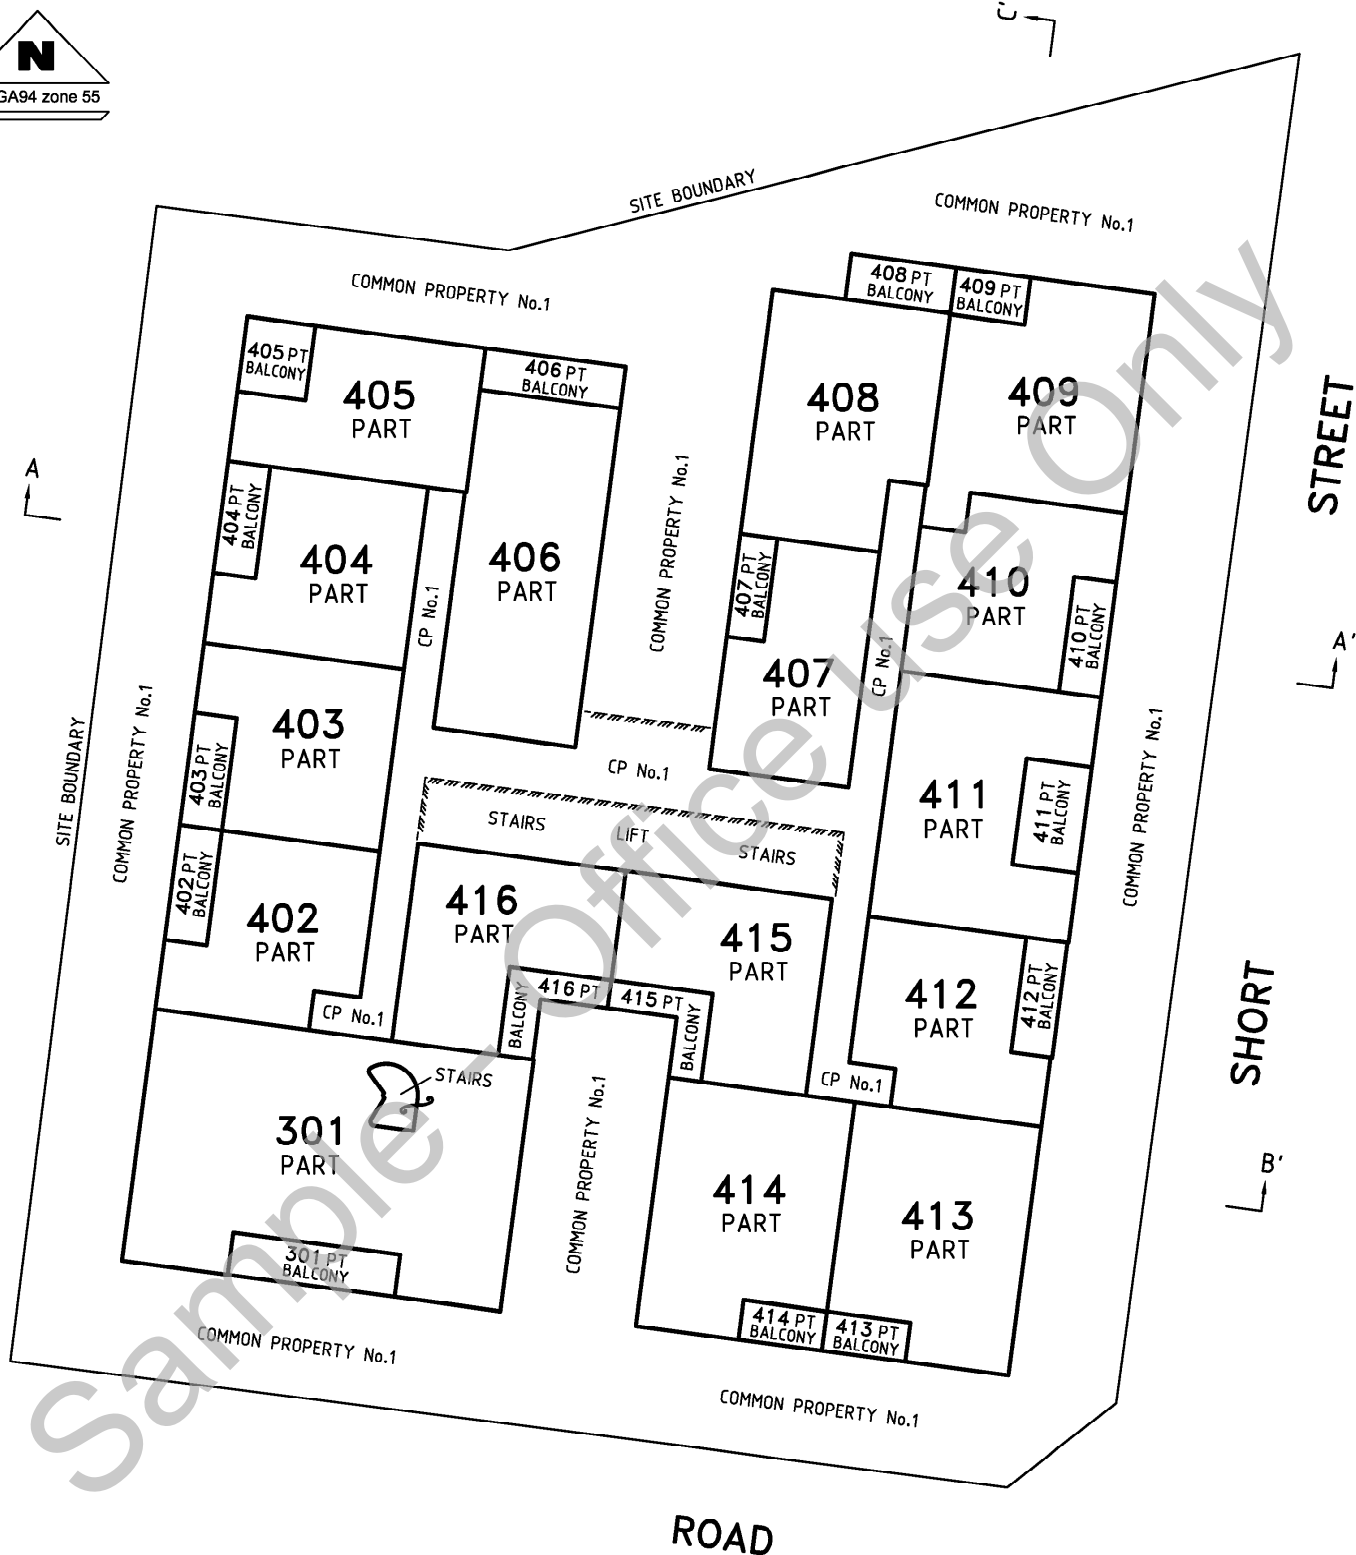 N
GA94 zone 55
C'
SITE BOUNDARY
COMMON PROPERTY No.1
COMMON PROPERTY No.1
408 PT
BALCONY
409 PT
BALCONY
405 PT
BALCONY
405
PART
406 PT
BALCONY
408
PART
409
PART
STREET
A
404 PT
BALCONY
404
PART
406
PART
CP No.1
COMMON PROPERTY No.1
407 PT
BALCONY
407
PART
CP No.1
410
PART
410 PT
BALCONY
A'
SITE BOUNDARY
COMMON PROPERTY No.1
403
PART
403 PT
BALCONY
CP No.1
STAIRS
LIFT
STAIRS
411
PART
411 PT
BALCONY
COMMON PROPERTY No.1
402 PT
BALCONY
402
PART
416
PART
415
PART
416 PT
BALCONY
415 PT
BALCONY
412
PART
412 PT
BALCONY
SHORT
CP No.1
CP No.1
STAIRS
301
PART
COMMON PROPERTY No.1
414
PART
413
PART
B'
301 PT
BALCONY
414 PT
BALCONY
413 PT
BALCONY
COMMON PROPERTY No.1
COMMON PROPERTY No.1
ROAD
Sample - Office use Only